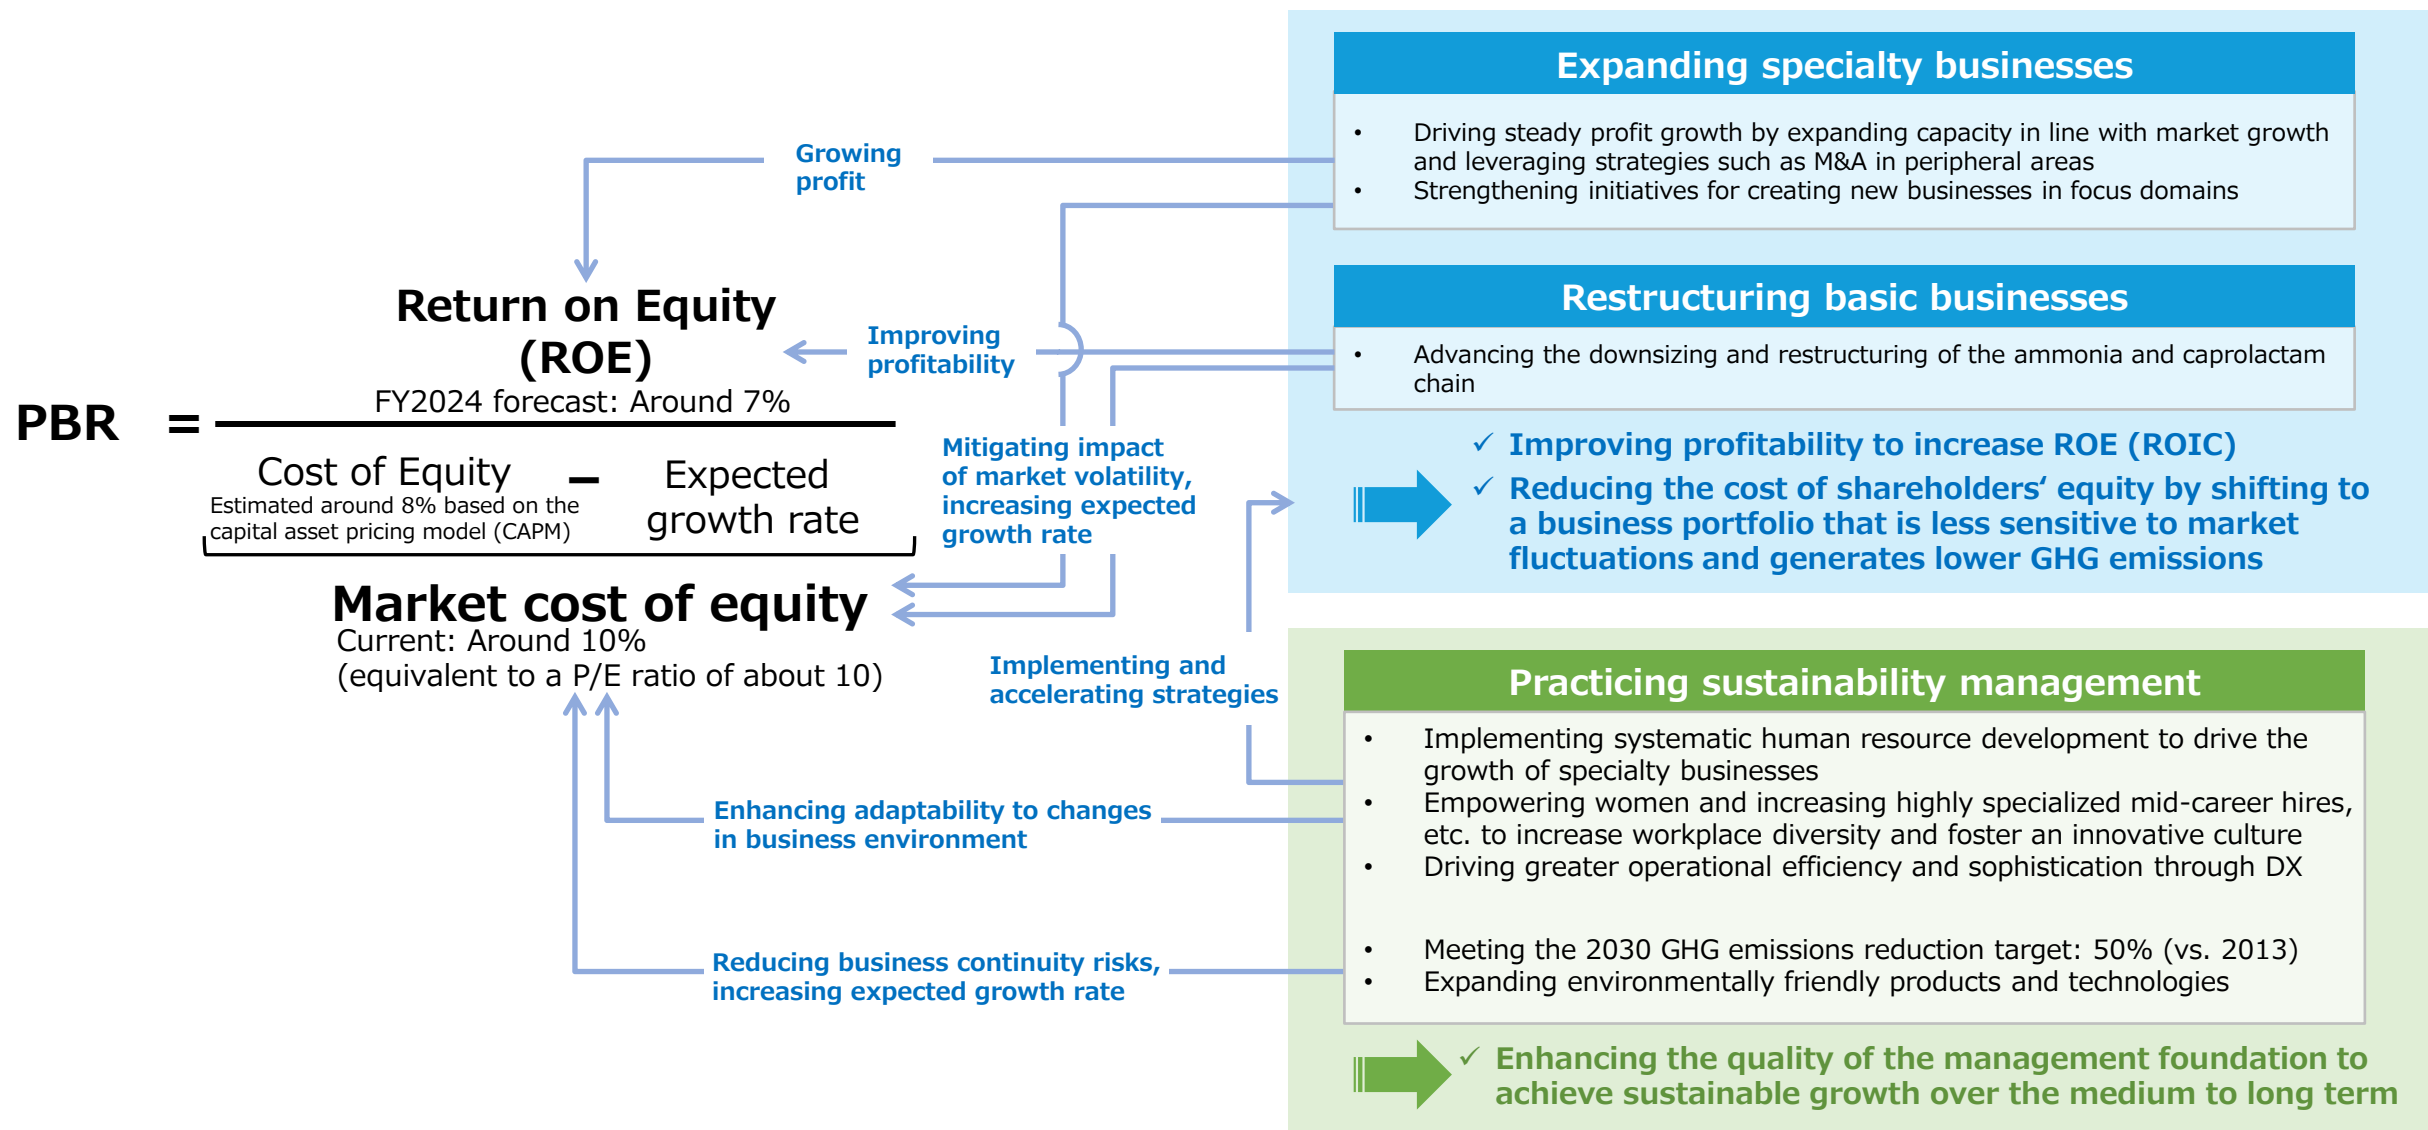 PBR =
Return on Equity
(ROE)
FY2024 forecast: Around 7%
Cost of Equity
Estimated around 8% based on the
capital asset pricing model (CAPM)
–
Expected
growth rate
Market cost of equity
Current: Around 10%
(equivalent to a P/E ratio of about 10)
Growing
profit
Improving
profitability
Mitigating impact
of market volatility,
increasing expected
growth rate
Implementing and
accelerating strategies
Enhancing adaptability to changes
in business environment
Reducing business continuity risks,
increasing expected growth rate
Expanding specialty businesses
• Driving steady profit growth by expanding capacity in line with market growth
and leveraging strategies such as M&A in peripheral areas
• Strengthening initiatives for creating new businesses in focus domains
Restructuring basic businesses
• Advancing the downsizing and restructuring of the ammonia and caprolactam
chain
✓ Improving profitability to increase ROE (ROIC)
✓ Reducing the cost of shareholders‘ equity by shifting to
a business portfolio that is less sensitive to market
fluctuations and generates lower GHG emissions
Practicing sustainability management
• Implementing systematic human resource development to drive the
growth of specialty businesses
• Empowering women and increasing highly specialized mid-career hires,
etc. to increase workplace diversity and foster an innovative culture
• Driving greater operational efficiency and sophistication through DX
• Meeting the 2030 GHG emissions reduction target: 50% (vs. 2013)
• Expanding environmentally friendly products and technologies
✓ Enhancing the quality of the management foundation to
achieve sustainable growth over the medium to long term